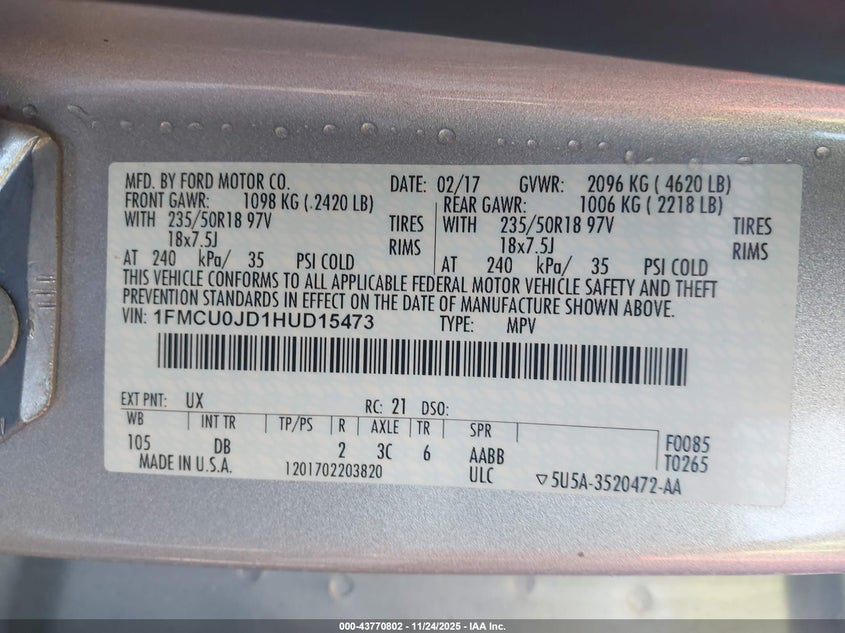 MFD. BY FORD MOTOR CO. DATE: 02/17 GVWR: 2096 KG ( 4620 LB)
FRONT GAWR: 1098 KG (.2420 LB) REAR GAWR: 1006 KG ( 2218 LB)
WITH 235/50R18 97V TIRES WITH 235/50R18 97V TIRES
18x7.5J RIMS 18x7.5J RIMS
AT 240 kPa/ 35 PSI COLD AT 240 kPa/ 35 PSI COLD
THIS VEHICLE CONFORMS TO ALL APPLICABLE FEDERAL MOTOR VEHICLE SAFETY AND THEFT
PREVENTION STANDARDS IN EFFECT ON THE DATE OF MANUFACTURE SHOWN ABOVE.
VIN: 1FMCU0JD1HUD15473 TYPE: MPV
EXT PNT: UX RC: 21 DSO:
WB INT TR TP/PS R AXLE TR SPR
105 DB 2 3C 6 AABB F0085
MADE IN U.S.A. 1201702203820 ULC T0265
▽5U5A-3520472-AA
000-43770802 - 11/24/2025 - IAA Inc.